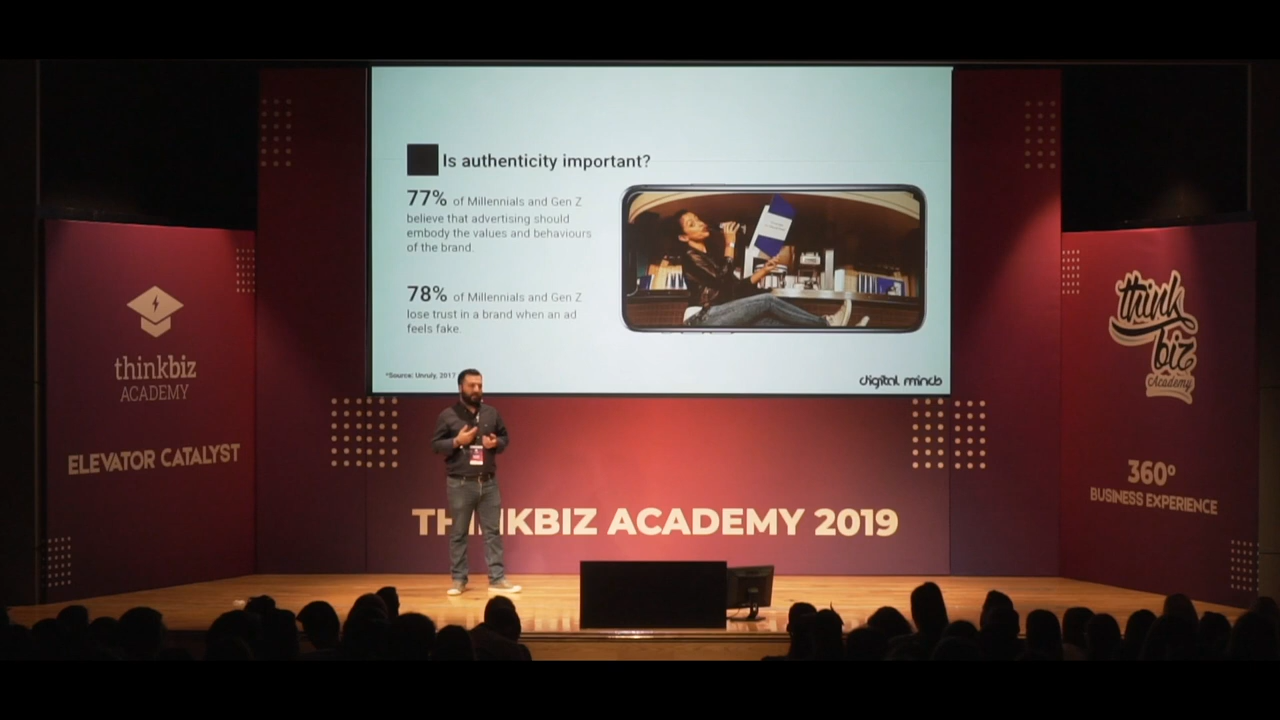 Is authenticity important?
77% of Millennials and Gen Z
believe that advertising should
embody the values and behaviours
of the brand.
78% of Millennials and Gen Z
lose trust in a brand when an ad
feels fake.
*Source: Unruly, 2017
digital minds
thinkbiz
ACADEMY
ELEVATOR CATALYST
THINKBIZ ACADEMY 2019
think
biz
Academy
360°
BUSINESS EXPERIENCE